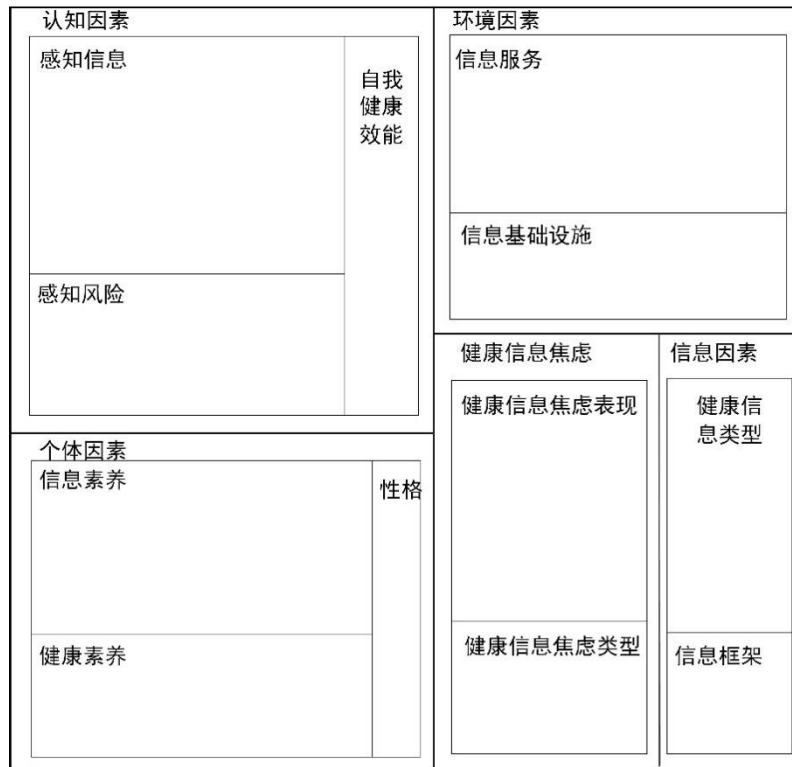 认知因素
感知信息
自我
健康
效能
感知风险
环境因素
信息服务
信息基础设施
个体因素
信息素养
性格
健康素养
健康信息焦虑
健康信息焦虑表现
健康信息焦虑类型
信息因素
健康信
息类型
信息框架